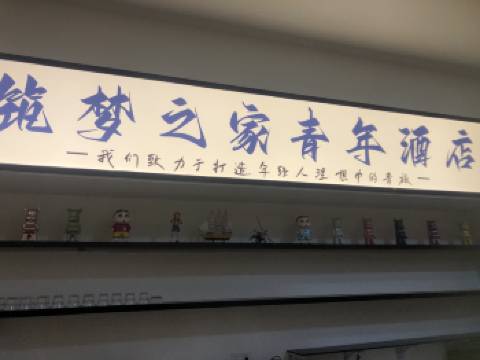 筑梦之家青年酒店
—我们致力于打造年轻人理想中的青旅—